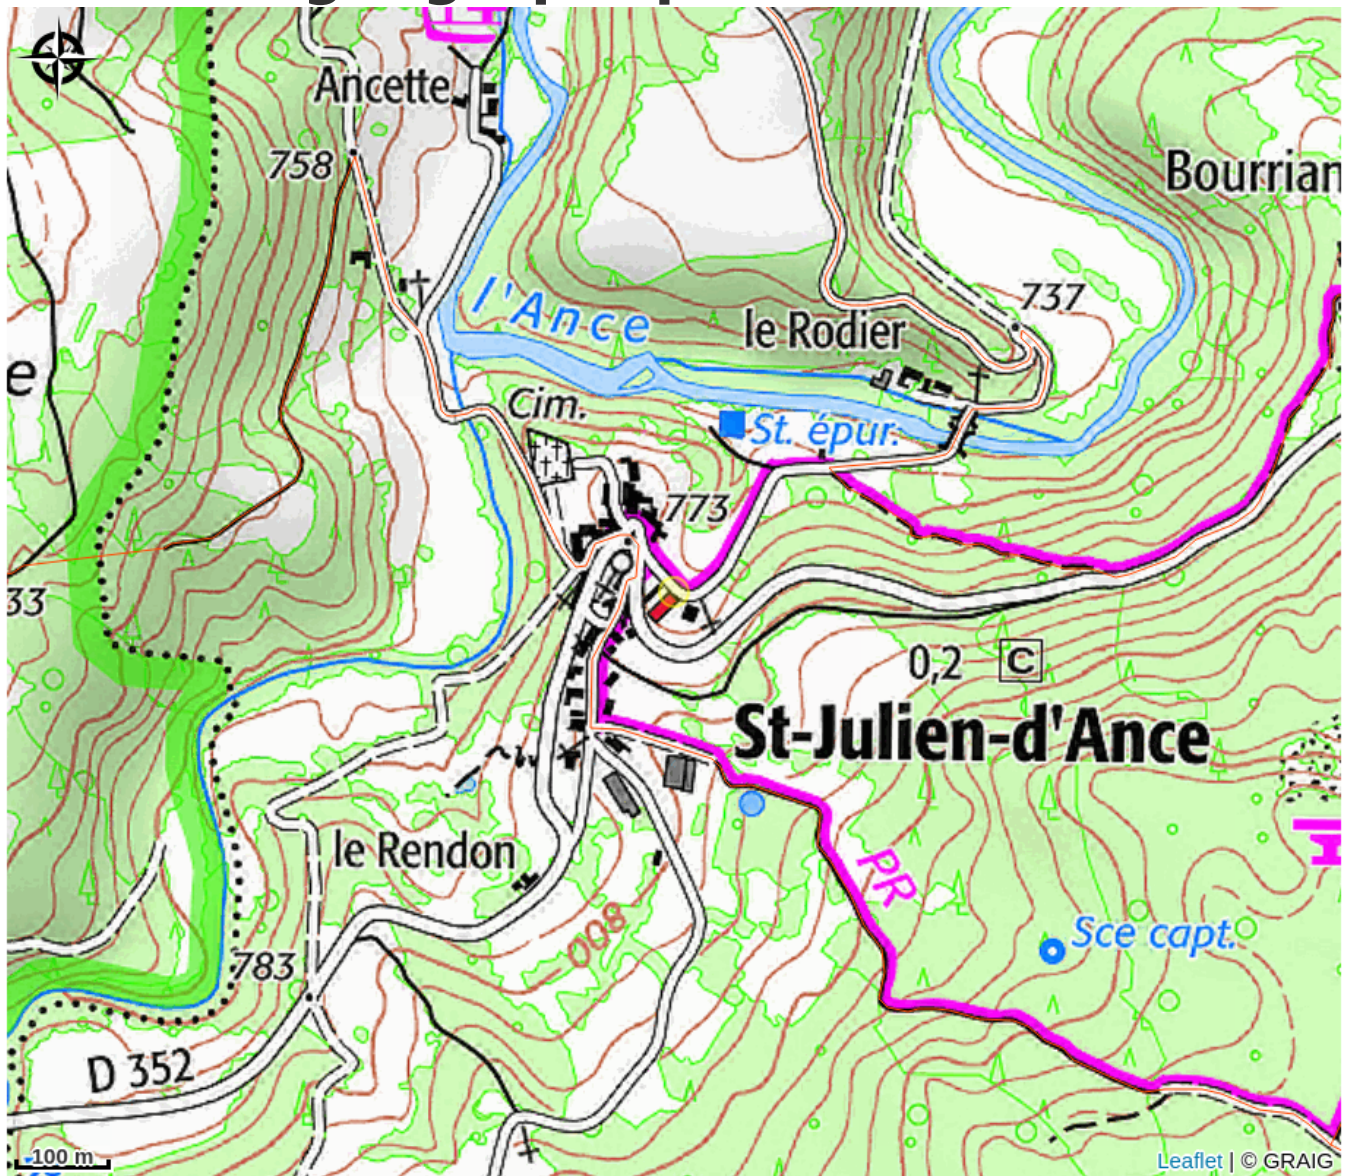 Ancette
758
Bourrian
l'Ance
737
le Rodier
e
Cim.
St. épur.
773
33
0,2 C
St-Julien-d'Ance
le Rendon
PR
800
Sce capt.
783
D 352
100 m
Leaflet | © GRAIG